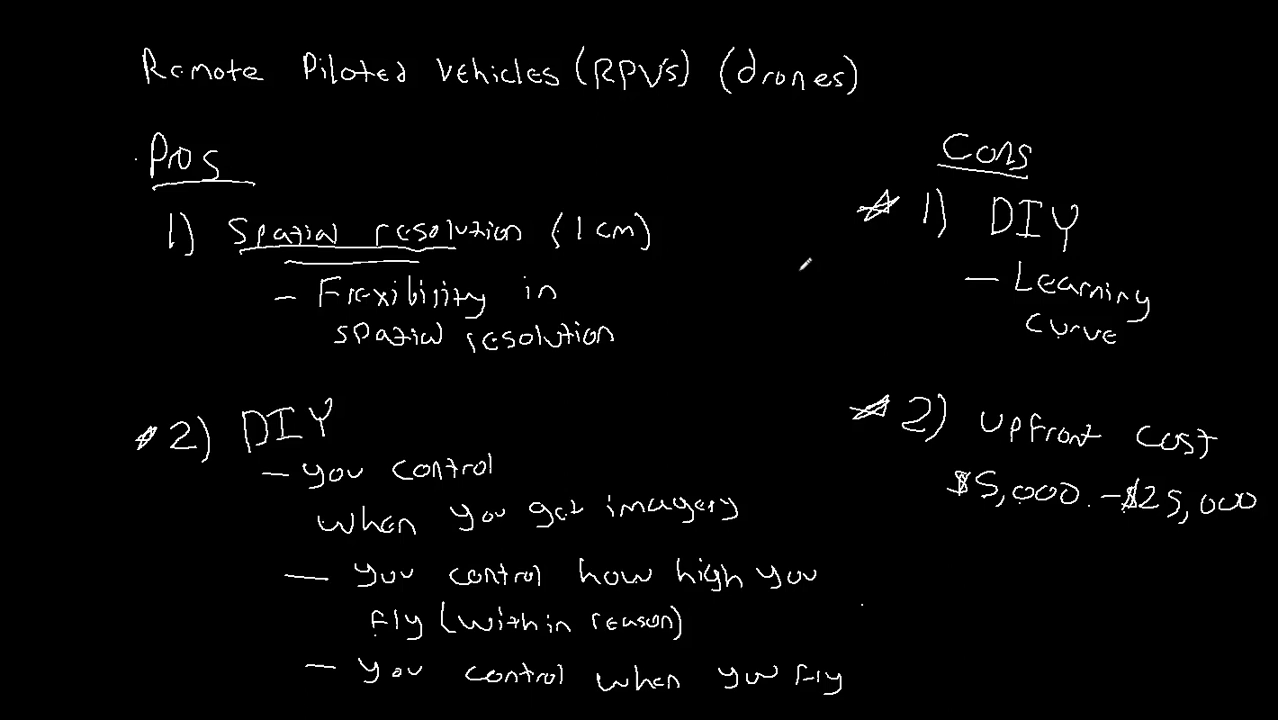 Remote Piloted Vehicles (RPVs) (drones)
Pros
1) Spatial resolution (1 cm)
- Flexibility in
spatial resolution
2) DIY
- you control
when you get imagery
- you control how high you
fly (within reason)
- you control when you fly
Cons
1) DIY
- Learning
curve
2) upfront cost
$5,000 - $25,000